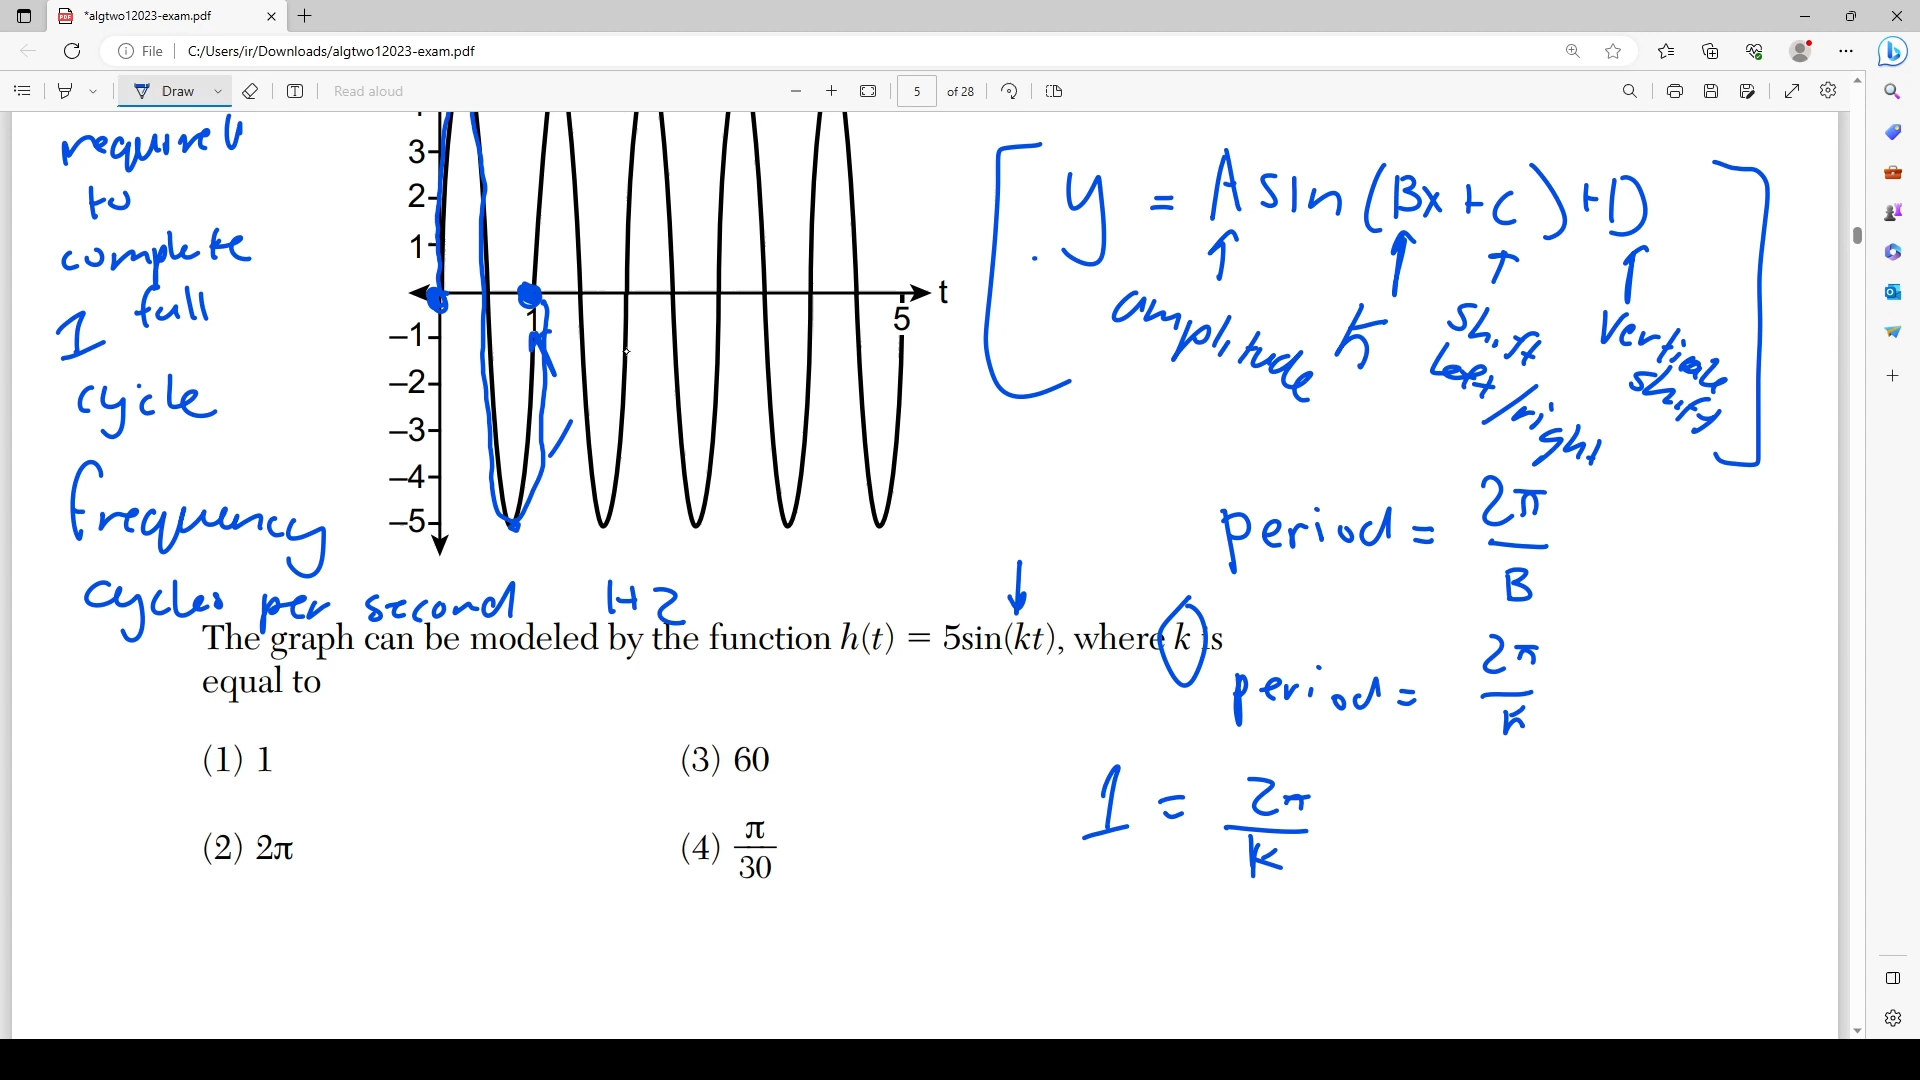 *algtwo12023-exam.pdf
File
C:/Users/ir/Downloads/algtwo12023-exam.pdf
Draw
Read aloud
5 of 28
required
to
complete
1 full
cycle
frequency
cycles per second Hz
3
2
1
-1
-2
-3
-4
-5
1
5
t
y = A sin (Bx + C) + D
amplitude
k
shift
left/right
vertical
shift
period = 2π/B
period = 2π/k
1 = 2π/k
The graph can be modeled by the function h(t) = 5sin(kt), where k is
equal to
(1) 1
(3) 60
(2) 2π
(4) π/30